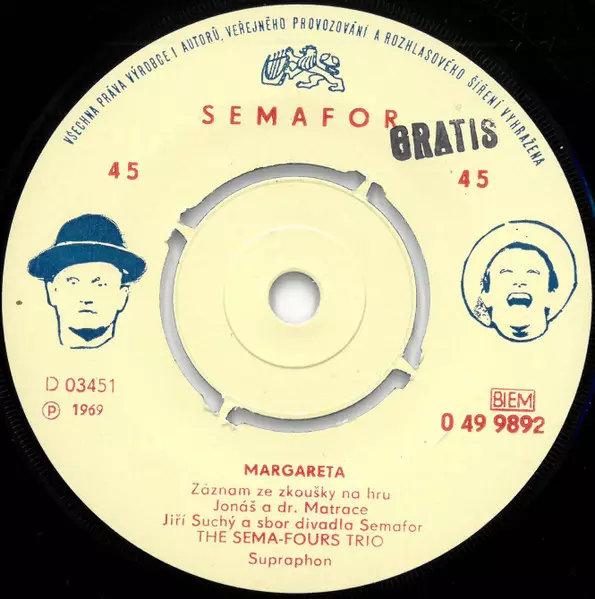 VŠECHNA PRÁVA VÝROBCE I AUTORŮ, VEŘEJNÉHO PROVOZOVÁNÍ A ROZHLASOVÉHO ŠÍŘENÍ VYHRAŽENA
SEMAFOR
GRATIS
45
45
D 03451
Ⓟ 1969
BIEM
0 49 9892
MARGARETA
Záznam ze zkoušky na hru
Jonáš a dr. Matrace
Jiří Suchý a sbor divadla Semafor
THE SEMA-FOURS TRIO
Supraphon